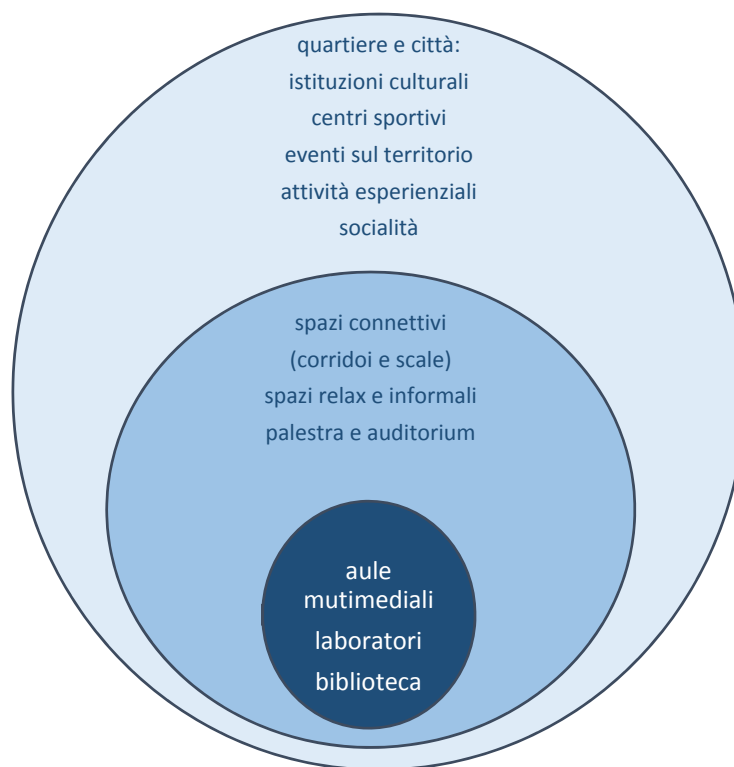 quartiere e città:
istituzioni culturali
centri sportivi
eventi sul territorio
attività esperienziali
socialità
spazi connettivi
(corridoi e scale)
spazi relax e informali
palestra e auditorium
aule
mutimediali
laboratori
biblioteca